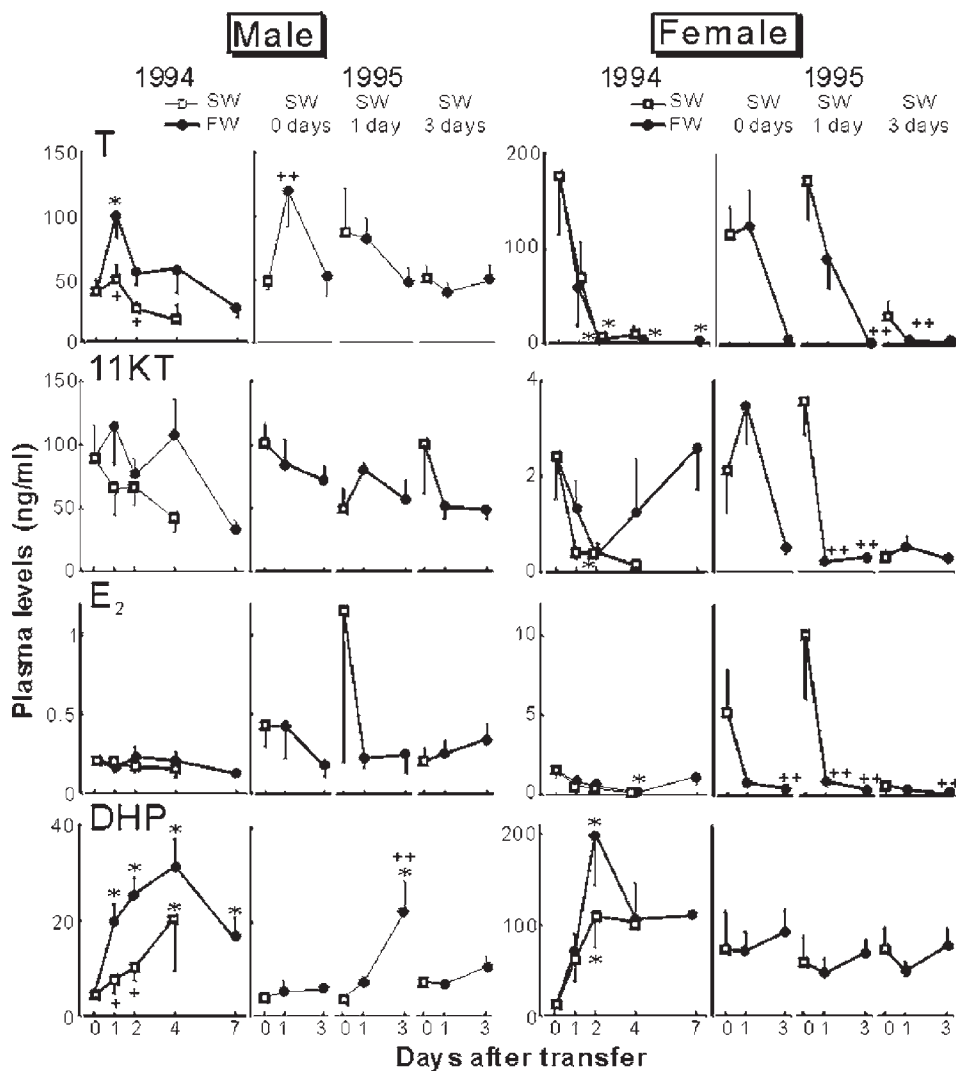 Male Female
1994 1995 1994 1995
SW SW SW SW SW SW SW SW
FW 0 days 1 day 3 days FW 0 days 1 day 3 days
T
150 200
++
*
100
100
50
+ + * * * * ++ ++
0 0
11KT
150 4
100
2
50
++ ++
*
0 0
E2
1 10
0.5 5
* ++ ++ ++ ++
0 0
DHP
40 200
* * * * * ++ * *
20 100
+ + *
0 0
0 1 2 4 7 0 1 3 0 1 3 0 1 3 0 1 2 4 7 0 1 3 0 1 3 0 1 3
Days after transfer
Plasma levels (ng/ml)